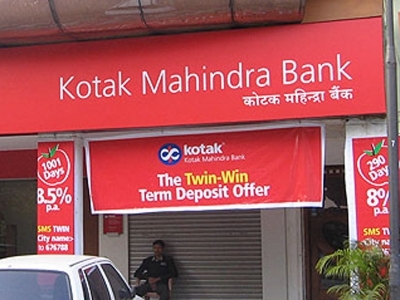 Kotak Mahindra Bank
कोटक महिन्द्रा बैंक
kotak
Kotak Mahindra Bank
The Twin-Win
Term Deposit Offer
1001
Days
8.5%
p.a.
SMS TWIN
City name>
to 676788
290
Days
8%
p.a.
SMS TWIN